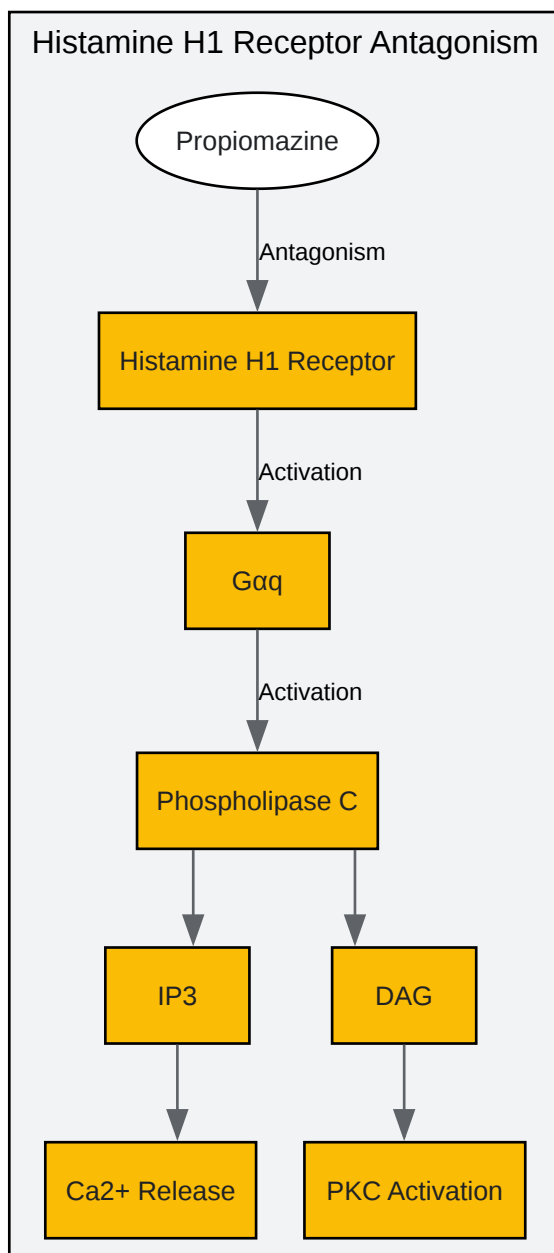 Histamine H1 Receptor Antagonism
Propiomazine
Antagonism
Histamine H1 Receptor
Activation
Gαq
Activation
Phospholipase C
IP3
DAG
Ca2+ Release
PKC Activation